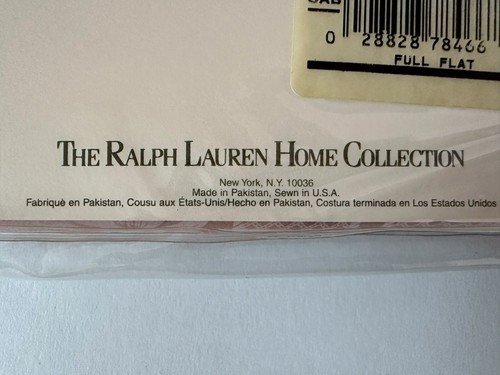 0 28828 78466
FULL FLAT
THE RALPH LAUREN HOME COLLECTION
New York, N.Y. 10036
Made in Pakistan, Sewn in U.S.A.
Fabriquè en Pakistan, Cousu aux États-Unis/Hecho en Pakistan, Costura terminada en Los Estados Unidos